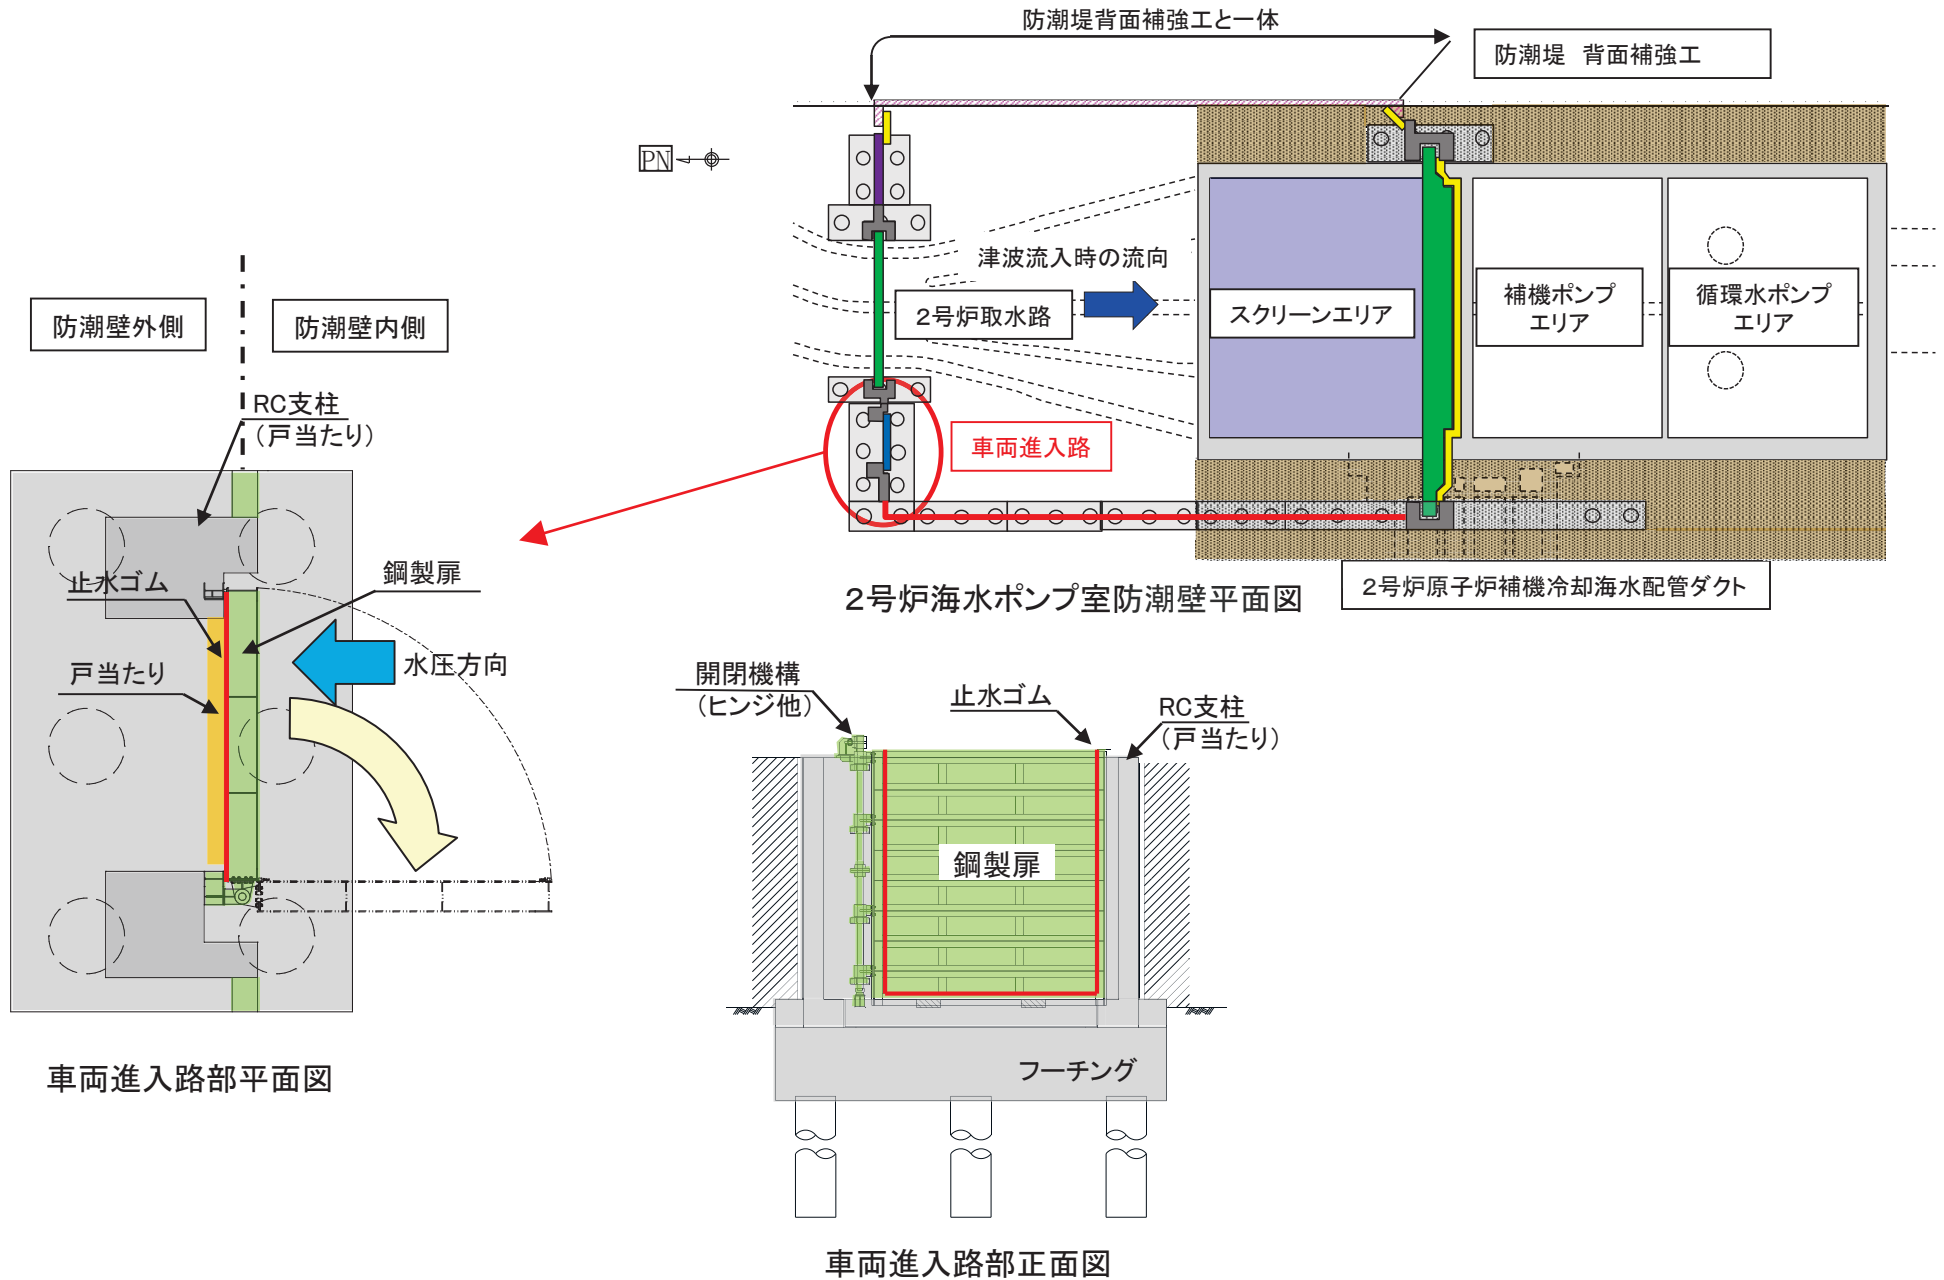 防潮堤背面補強工と一体
防潮堤 背面補強工
PN
津波流入時の流向
2号炉取水路
スクリーンエリア
補機ポンプ
エリア
循環水ポンプ
エリア
車両進入路
2号炉海水ポンプ室防潮壁平面図
2号炉原子炉補機冷却海水配管ダクト
防潮壁外側
防潮壁内側
RC支柱
(戸当たり)
止水ゴム
鋼製扉
戸当たり
水圧方向
車両進入路部平面図
開閉機構
(ヒンジ他)
止水ゴム
RC支柱
(戸当たり)
鋼製扉
フーチング
車両進入路部正面図